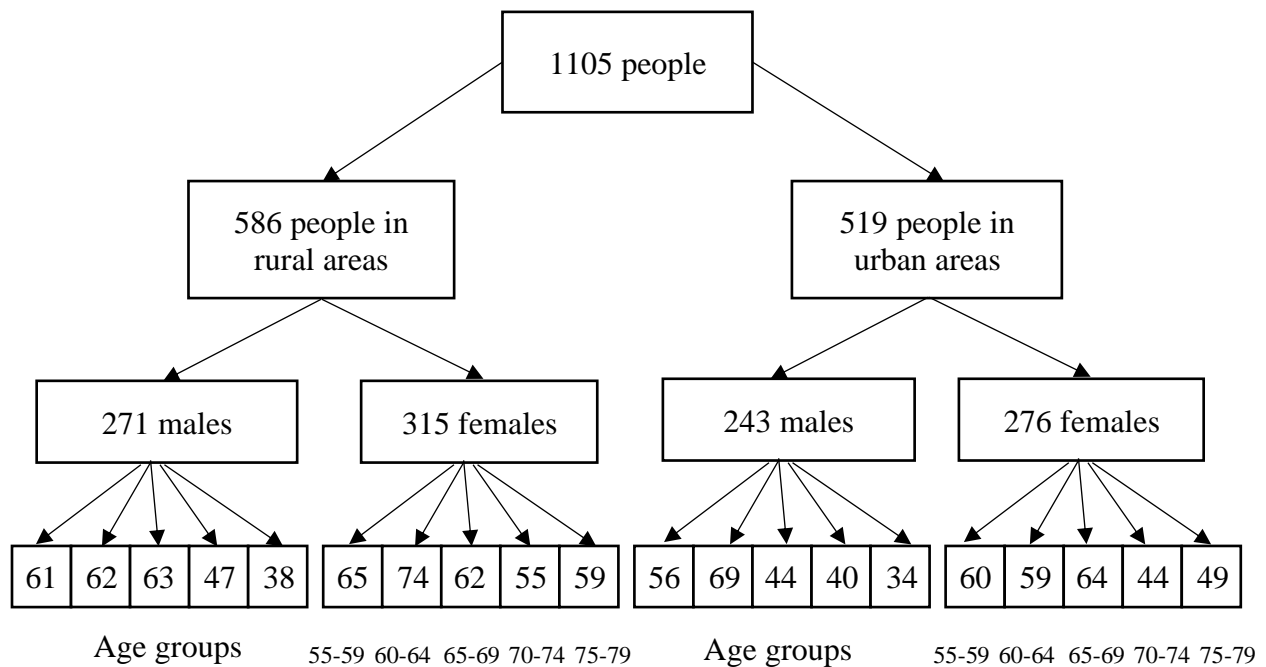 1105 people
586 people in
rural areas
519 people in
urban areas
271 males
315 females
243 males
276 females
61 62 63 47 38
65 74 62 55 59
56 69 44 40 34
60 59 64 44 49
Age groups
55-59 60-64 65-69 70-74 75-79
Age groups
55-59 60-64 65-69 70-74 75-79